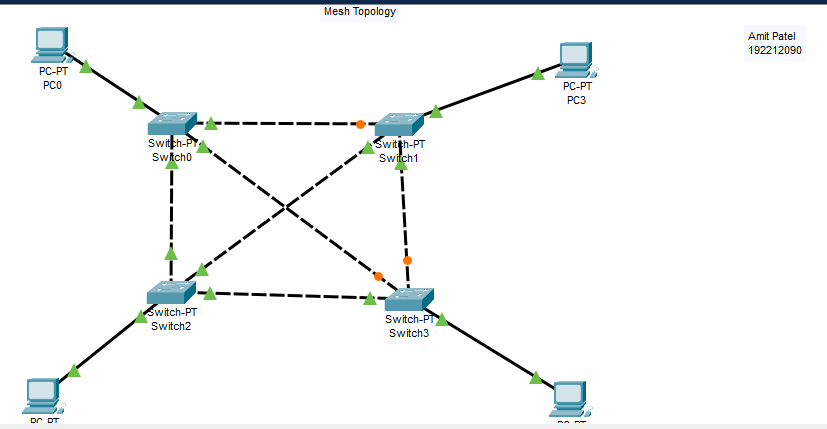 Mesh Topology
Amit Patel
192212090
PC-PT
PC0
PC-PT
PC3
Switch-PT
Switch0
Switch-PT
Switch1
Switch-PT
Switch2
Switch-PT
Switch3
PC-PT
PC-PT